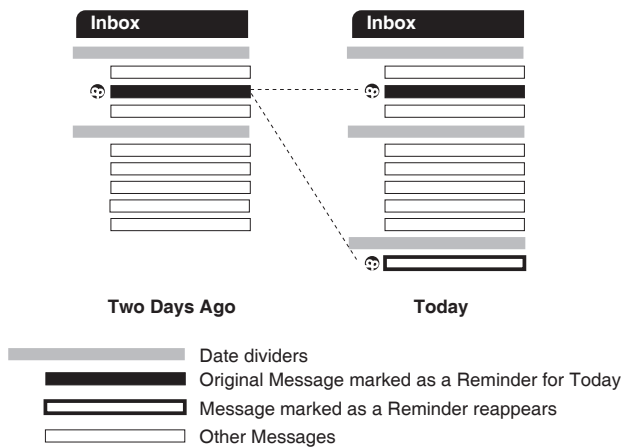 Inbox
Inbox
Two Days Ago
Today
Date dividers
Original Message marked as a Reminder for Today
Message marked as a Reminder reappears
Other Messages